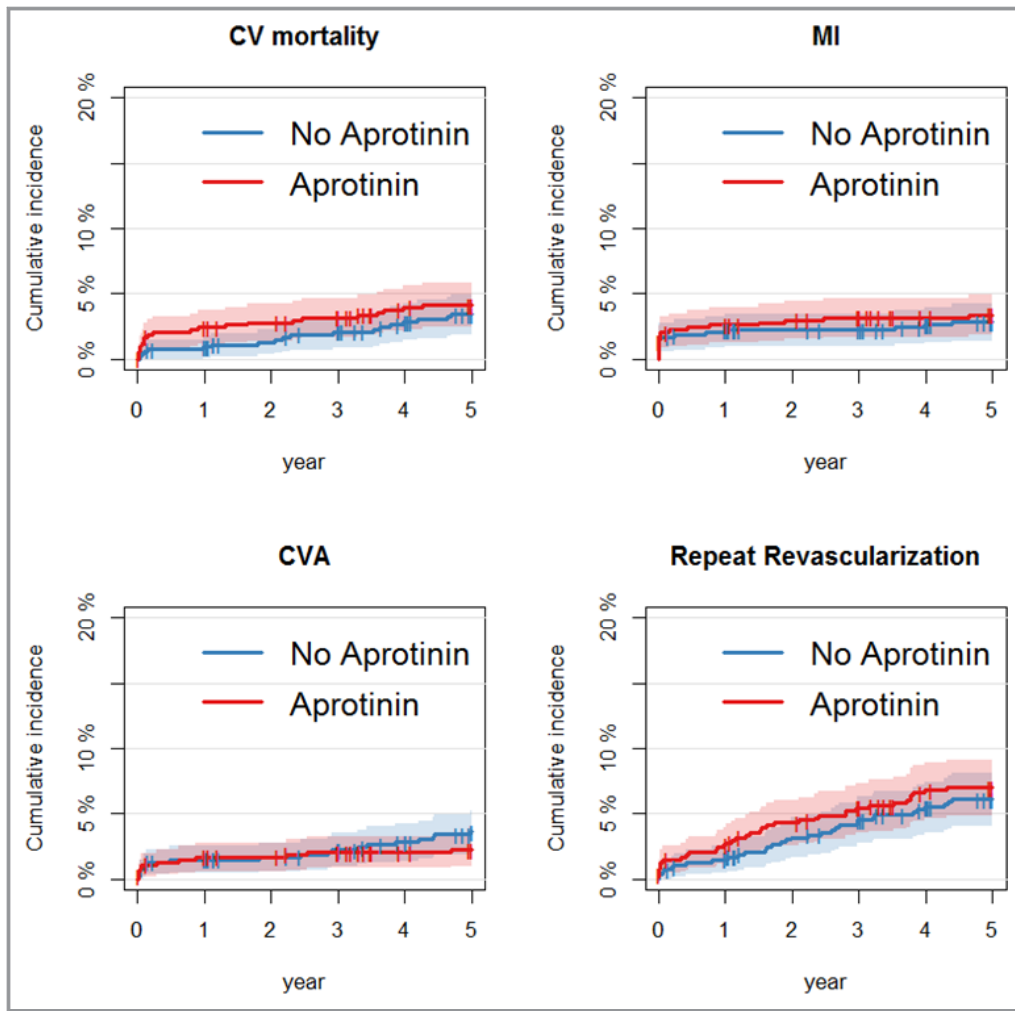 CV mortality
20 %
10 %
5 %
0 %
Cumulative incidence
No Aprotinin
Aprotinin
0 1 2 3 4 5
year
MI
20 %
10 %
5 %
0 %
Cumulative incidence
No Aprotinin
Aprotinin
0 1 2 3 4 5
year
CVA
20 %
10 %
5 %
0 %
Cumulative incidence
No Aprotinin
Aprotinin
0 1 2 3 4 5
year
Repeat Revascularization
20 %
10 %
5 %
0 %
Cumulative incidence
No Aprotinin
Aprotinin
0 1 2 3 4 5
year